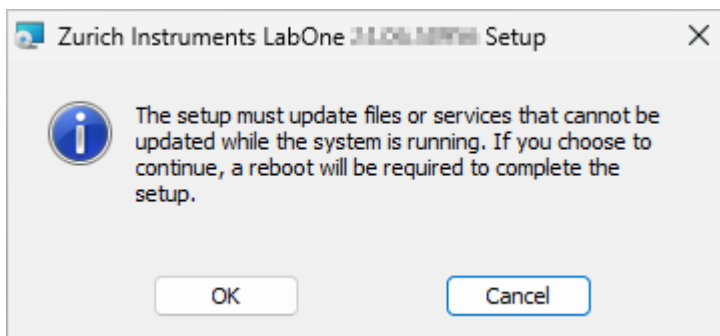 Zurich Instruments LabOne Setup
The setup must update files or services that cannot be
updated while the system is running. If you choose to
continue, a reboot will be required to complete the
setup.
OK Cancel